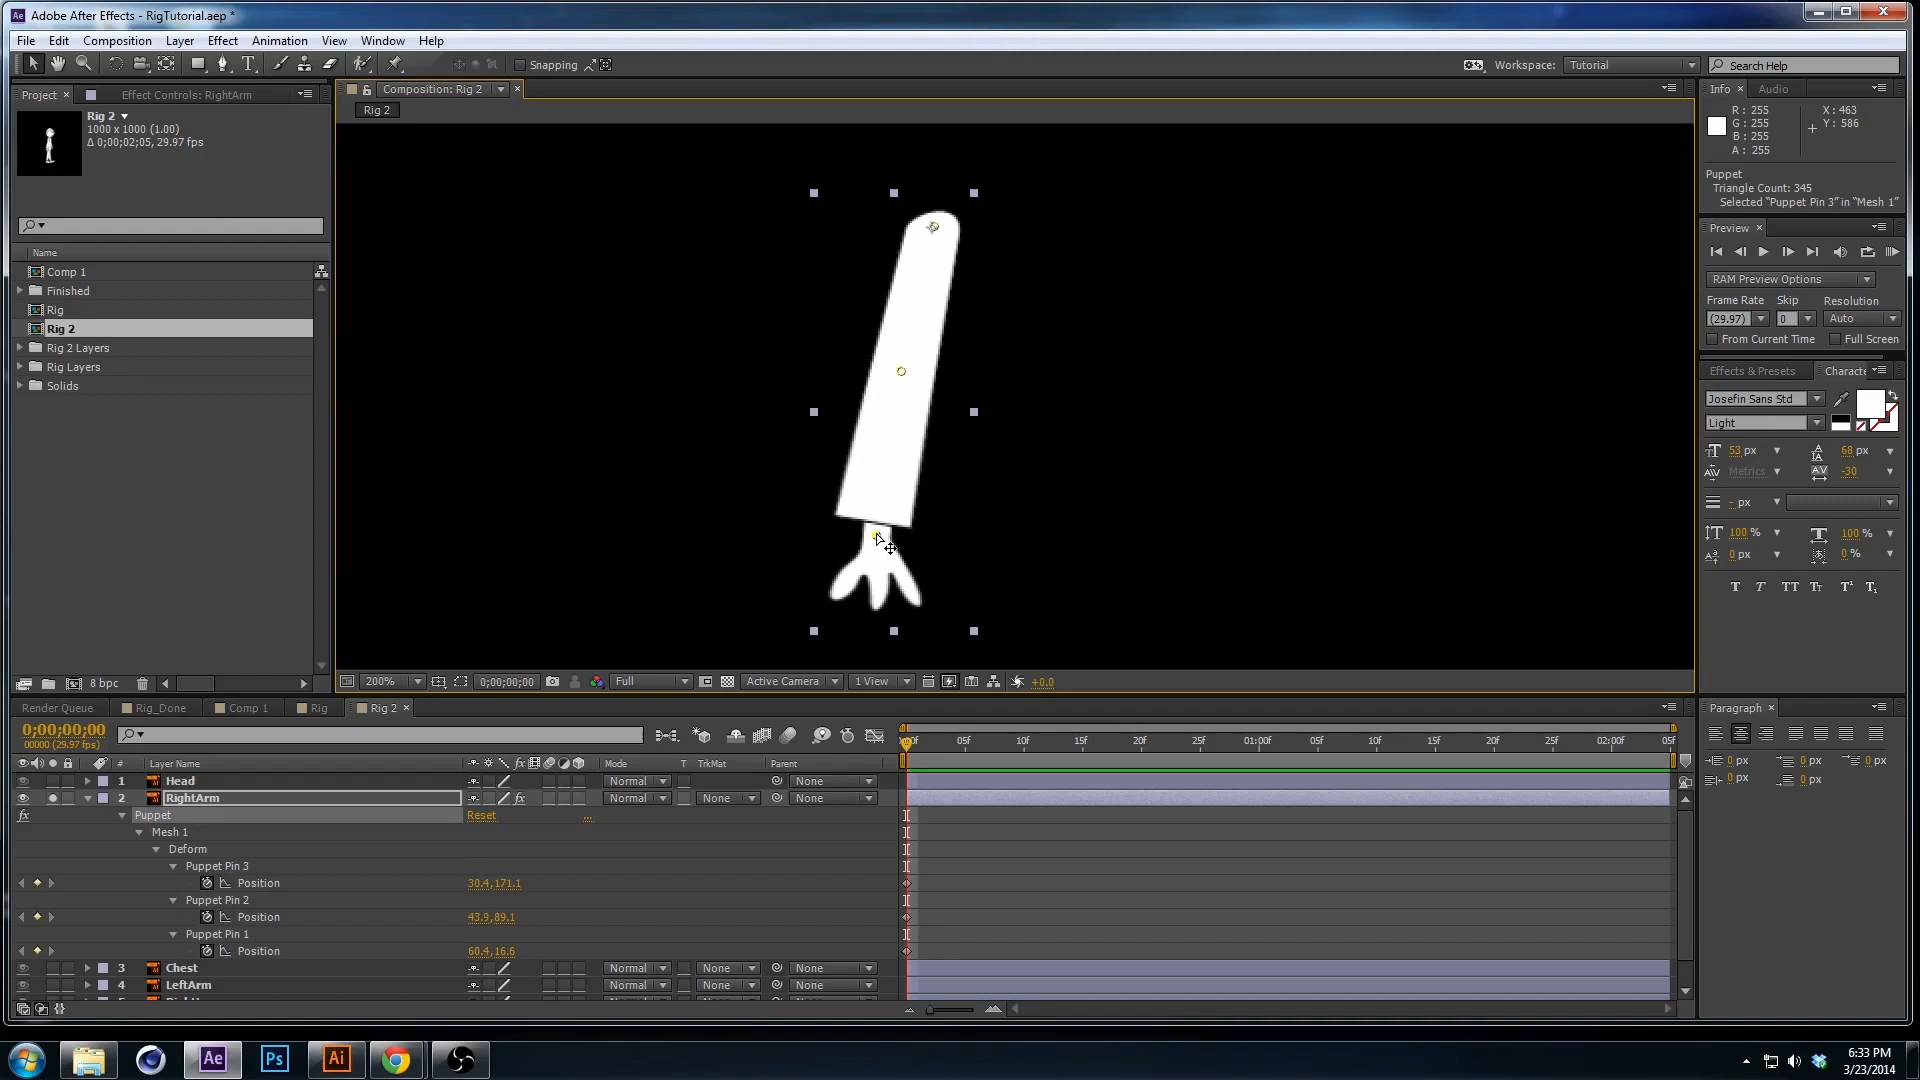 Adobe After Effects - RigTutorial.aep *
File Edit Composition Layer Effect Animation View Window Help
Snapping
Workspace: Tutorial
Search Help
Project
Effect Controls: RightArm
Rig 2
1000 x 1000 (1.00)
Δ 0;00;02;05, 29.97 fps
Name
Comp 1
Finished
Rig
Rig 2
Rig 2 Layers
Rig Layers
Solids
8 bpc
Composition: Rig 2
Rig 2
200%
0;00;00;00
Full
Active Camera
1 View
+0.0
Info
Audio
R: 255
G: 255
B: 255
A: 255
X: 463
Y: 586
Puppet
Triangle Count: 345
Selected "Puppet Pin 3" in "Mesh 1"
Preview
RAM Preview Options
Frame Rate Skip Resolution
(29.97) 0 Auto
From Current Time Full Screen
Effects & Presets
Characte
Josefin Sans Std
Light
53 px
68 px
Metrics
-30
- px
100 %
100 %
0 px
0 %
T T TT Tt T¹ T₁
Paragraph
0 px 0 px 0 px
0 px 0 px
Render Queue
Rig_Done
Comp 1
Rig
Rig 2
0;00;00;00
00000 (29.97 fps)
05f 10f 15f 20f 25f 01:00f 05f 10f 15f 20f 25f 02:00f 05f
# Layer Name Mode T TrkMat Parent
1 Head Normal None
2 RightArm Normal None None
fx Puppet Reset ...
Mesh 1
Deform
Puppet Pin 3
Position 30.4,171.1
Puppet Pin 2
Position 43.9,89.1
Puppet Pin 1
Position 60.4,16.6
3 Chest Normal None None
4 LeftArm Normal None None
Ae Ps Ai
6:33 PM
3/23/2014